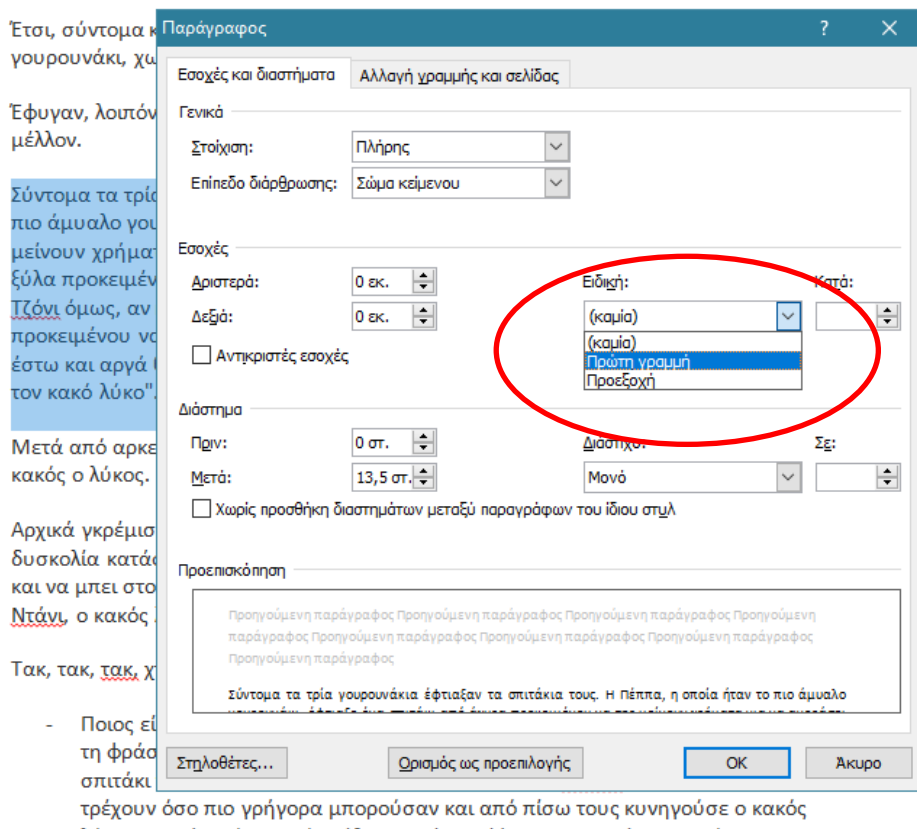 Έτσι, σύντομα κ
γουρουνάκι, χω
Έφυγαν, λοιπόν
μέλλον.
Σύντομα τα τρία
πιο άμυαλο γου
μείνουν χρήματ
ξύλα προκειμέν
Τζόνι όμως, αν
προκειμένου να
έστω και αργά θ
τον κακό λύκο".
Μετά από αρκε
κακός ο λύκος.
Αρχικά γκρέμισ
δυσκολία κατάφ
και να μπει στο
Ντάνι, ο κακός
Τακ, τακ, τακ, χτ
- Ποιος εί
τη φράσ
σπιτάκι
τρέχουν όσο πιο γρήγορα μπορούσαν και από πίσω τους κυνηγούσε ο κακός
Παράγραφος ? ×
Εσοχές και διαστήματα Αλλαγή γραμμής και σελίδας
Γενικά
Στοίχιση: Πλήρης
Επίπεδο διάρθρωσης: Σώμα κείμενου
Εσοχές
Αριστερά: 0 εκ. Ειδική: Κατά:
Δεξιά: 0 εκ. (καμία)
(καμία)
Πρώτη γραμμή
Προεξοχή
Αντικριστές εσοχές
Διάστημα
Πριν: 0 στ. Διάστιχο: Σε:
Μετά: 13,5 στ. Μονό
Χωρίς προσθήκη διαστημάτων μεταξύ παραγράφων του ίδιου στυλ
Προεπισκόπηση
Προηγούμενη παράγραφος Προηγούμενη παράγραφος Προηγούμενη παράγραφος Προηγούμενη
παράγραφος Προηγούμενη παράγραφος Προηγούμενη παράγραφος Προηγούμενη παράγραφος
Προηγούμενη παράγραφος
Σύντομα τα τρία γουρουνάκια έφτιαξαν τα σπιτάκια τους. Η Πέππα, η οποία ήταν το πιο άμυαλο
Στηλοθέτες... Ορισμός ως προεπιλογής OK Άκυρο